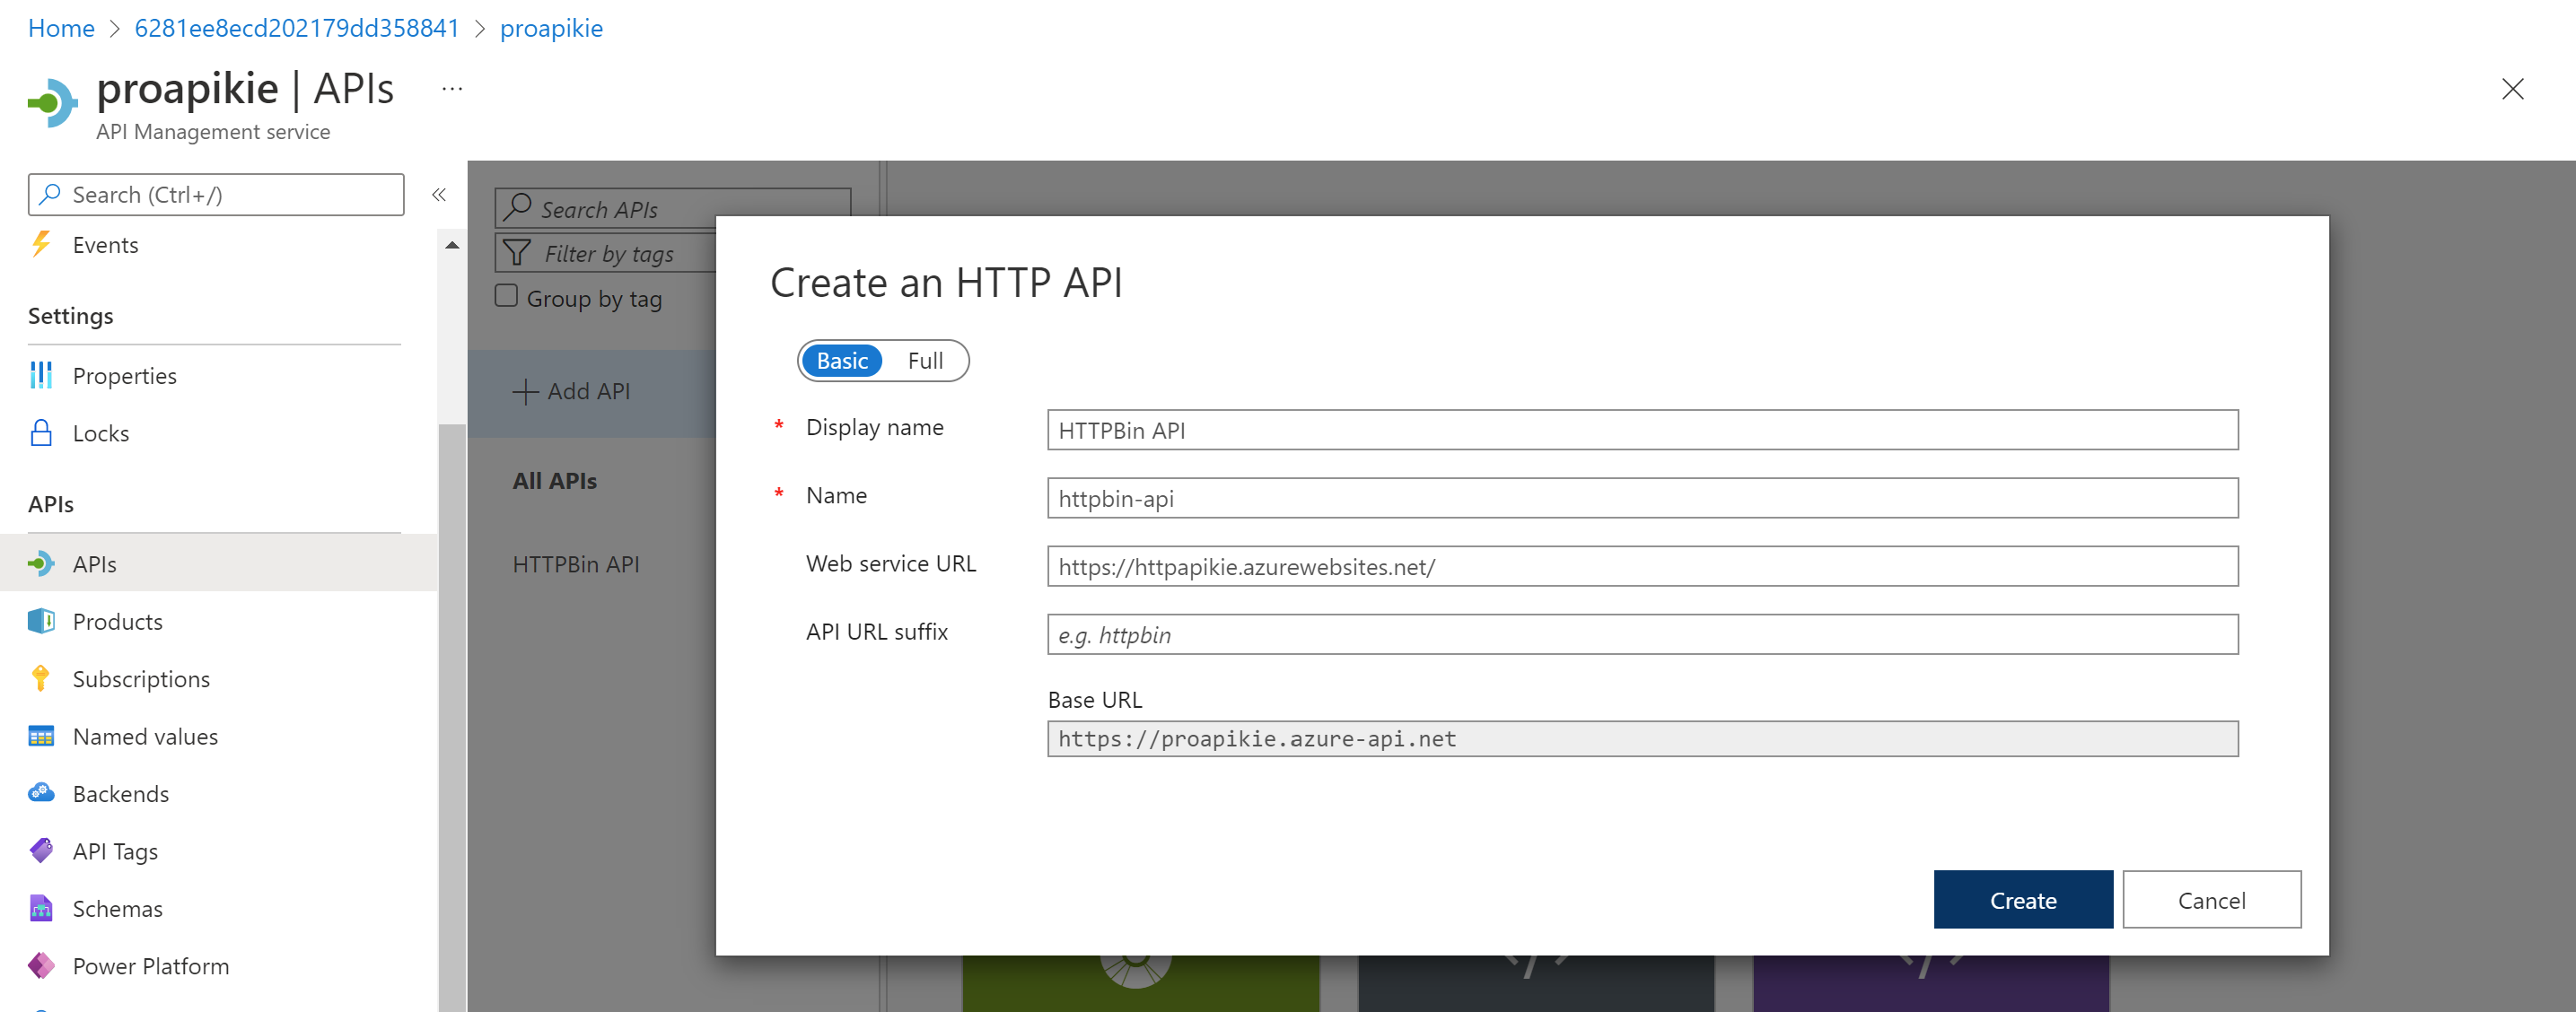 Home > 6281ee8ecd202179dd358841 > proapikie
proapikie | APIs ...
API Management service
Search (Ctrl+/)
«
Events
Settings
Properties
Locks
APIs
APIs
Products
Subscriptions
Named values
Backends
API Tags
Schemas
Power Platform
Search APIs
Filter by tags
Group by tag
+ Add API
All APIs
HTTPBin API
Create an HTTP API
Basic Full
* Display name HTTPBin API
* Name httpbin-api
Web service URL https://httpapikie.azurewebsites.net/
API URL suffix e.g. httpbin
Base URL
https://proapikie.azure-api.net
Create Cancel